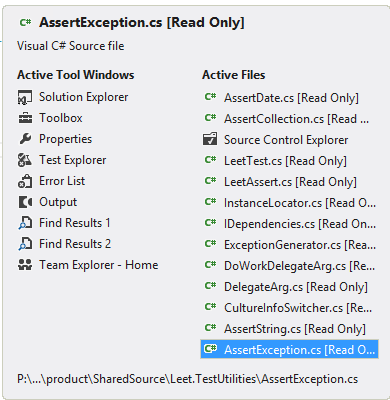 C# AssertException.cs [Read Only]
Visual C# Source file
Active Tool Windows
Solution Explorer
Toolbox
Properties
Test Explorer
Error List
Output
Find Results 1
Find Results 2
Team Explorer - Home
Active Files
C# AssertDate.cs [Read Only]
C# AssertCollection.cs [Read ...
Source Control Explorer
C# LeetTest.cs [Read Only]
C# LeetAssert.cs [Read Only]
C# InstanceLocator.cs [Read O...
C# IDependencies.cs [Read On...
C# ExceptionGenerator.cs [Re...
C# DoWorkDelegateArg.cs [Re...
C# DelegateArg.cs [Read Only]
C# CultureInfoSwitcher.cs [Re...
C# AssertString.cs [Read Only]
C# AssertException.cs [Read O...
P:\...\product\SharedSource\Leet.TestUtilities\AssertException.cs